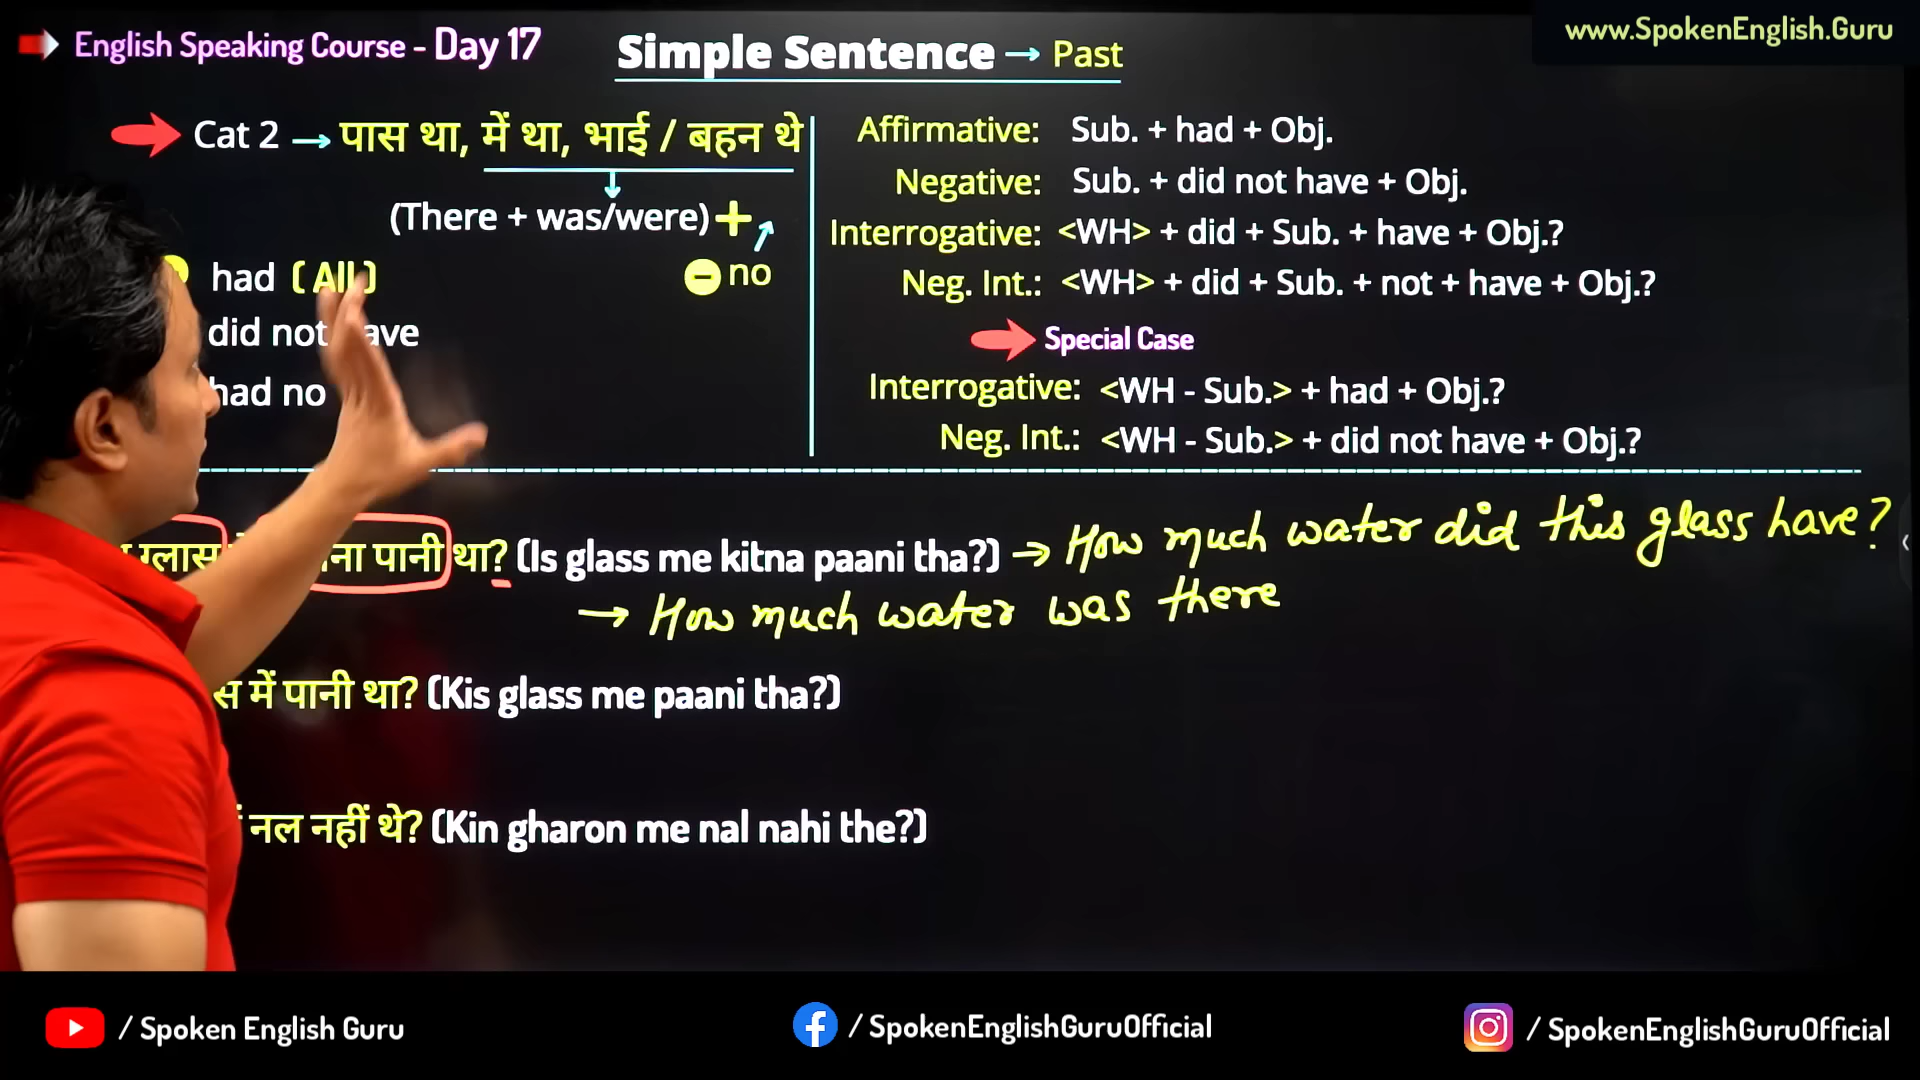 English Speaking Course - Day 17
Simple Sentence → Past
www.SpokenEnglish.Guru
Cat 2 → पास था, में था, भाई / बहन थे
(There + was/were) +
− no
had (All)
did not have
had no
Affirmative: Sub. + had + Obj.
Negative: Sub. + did not have + Obj.
Interrogative: <WH> + did + Sub. + have + Obj.?
Neg. Int.: <WH> + did + Sub. + not + have + Obj.?
Special Case
Interrogative: <WH - Sub.> + had + Obj.?
Neg. Int.: <WH - Sub.> + did not have + Obj.?
ग्लास ना पानी था? (Is glass me kitna paani tha?) → How much water did this glass have?
→ How much water was there
स में पानी था? (Kis glass me paani tha?)
नल नहीं थे? (Kin gharon me nal nahi the?)
/ Spoken English Guru
/ SpokenEnglishGuruOfficial
/ SpokenEnglishGuruOfficial